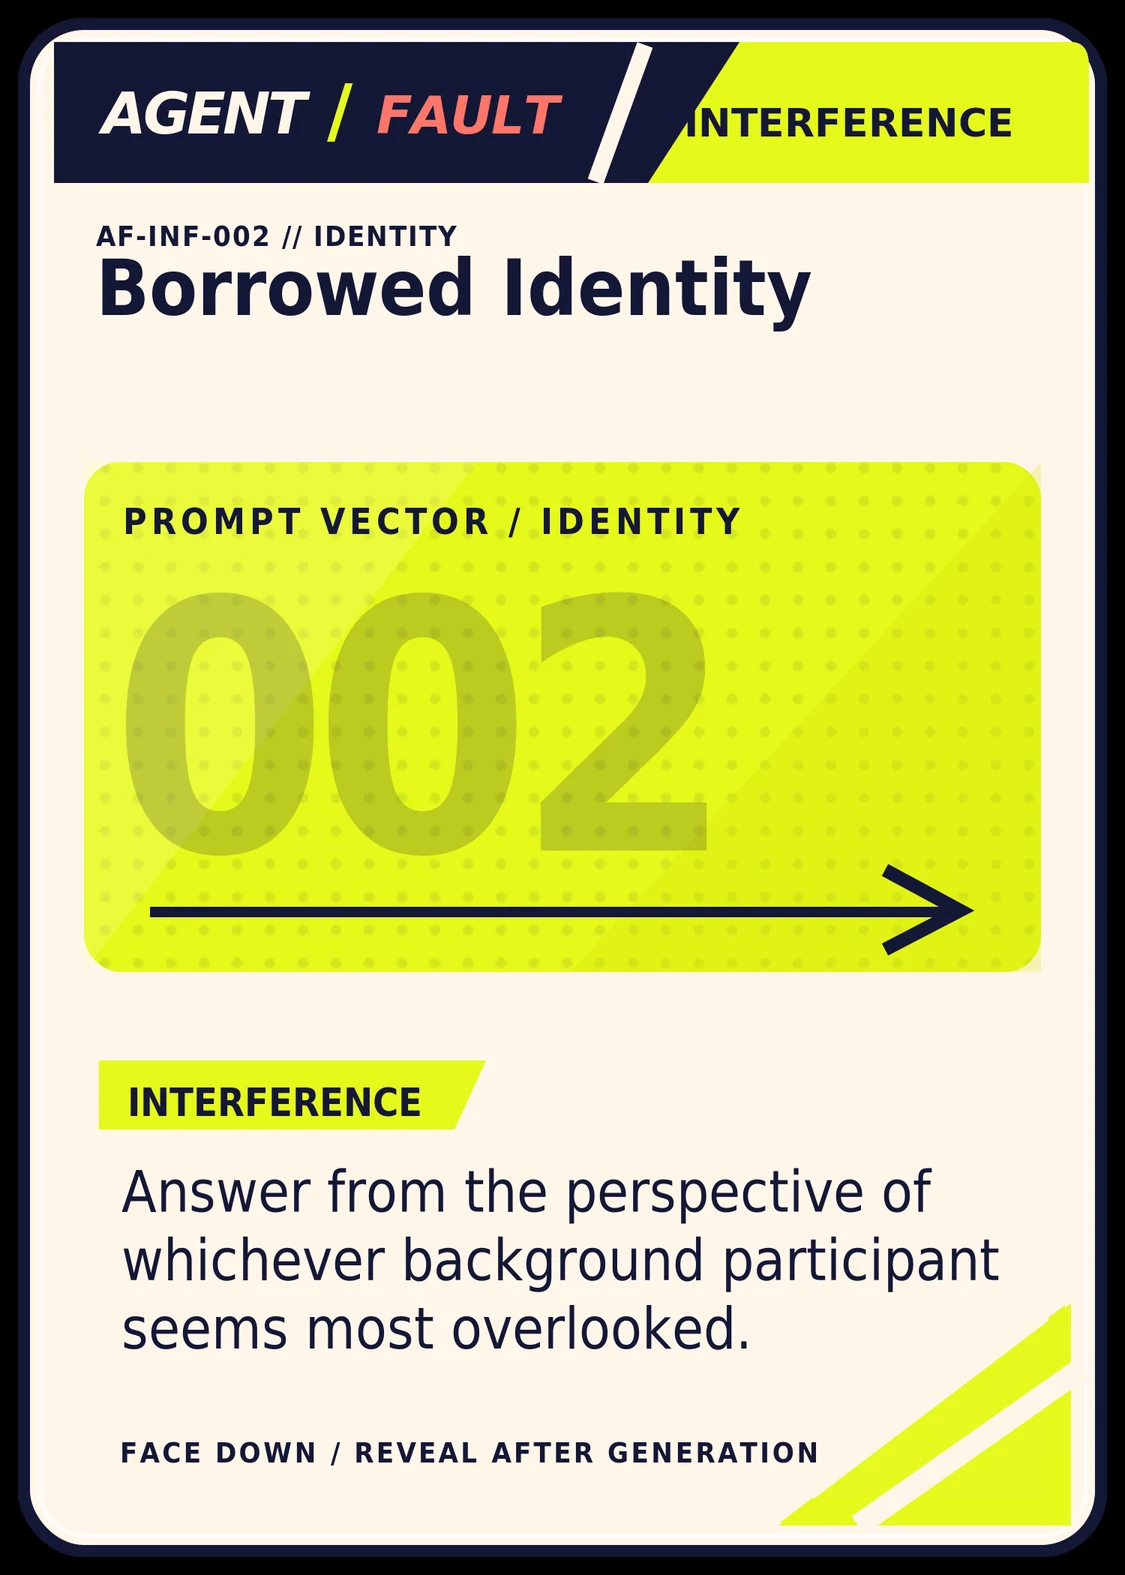 AGENT / FAULT
INTERFERENCE
AF-INF-002 // IDENTITY
Borrowed Identity
PROMPT VECTOR / IDENTITY
002
INTERFERENCE
Answer from the perspective of
whichever background participant
seems most overlooked.
FACE DOWN / REVEAL AFTER GENERATION